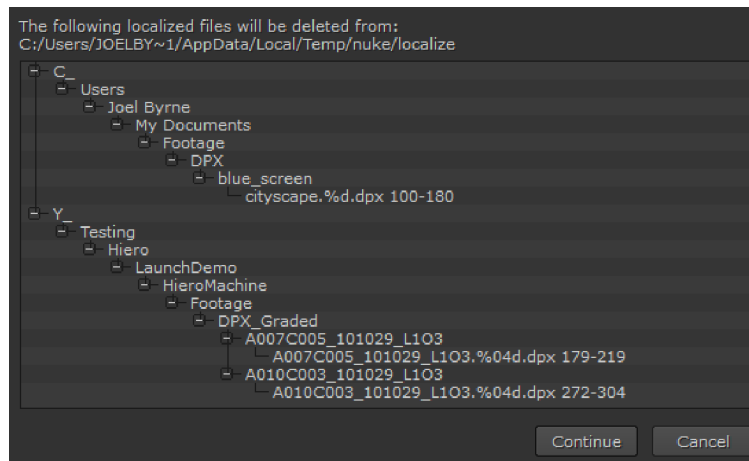 The following localized files will be deleted from:
C:/Users/JOELBY~1/AppData/Local/Temp/nuke/localize
C_
Users
Joel Byrne
My Documents
Footage
DPX
blue_screen
cityscape.%d.dpx 100-180
Y_
Testing
Hiero
LaunchDemo
HieroMachine
Footage
DPX_Graded
A007C005_101029_L1O3
A007C005_101029_L1O3.%04d.dpx 179-219
A010C003_101029_L1O3
A010C003_101029_L1O3.%04d.dpx 272-304
Continue Cancel